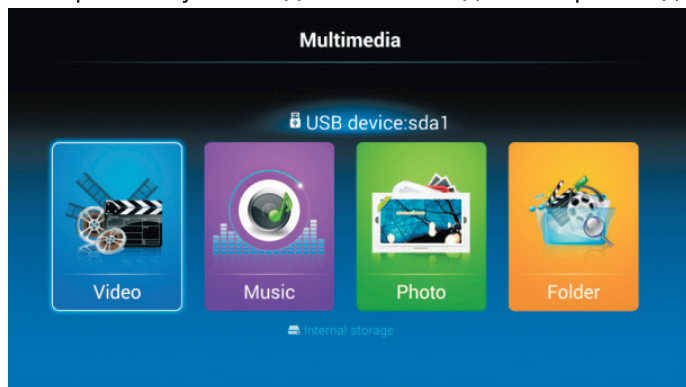 Multimedia
USB device:sda1
Video
Music
Photo
Folder
Internal storage